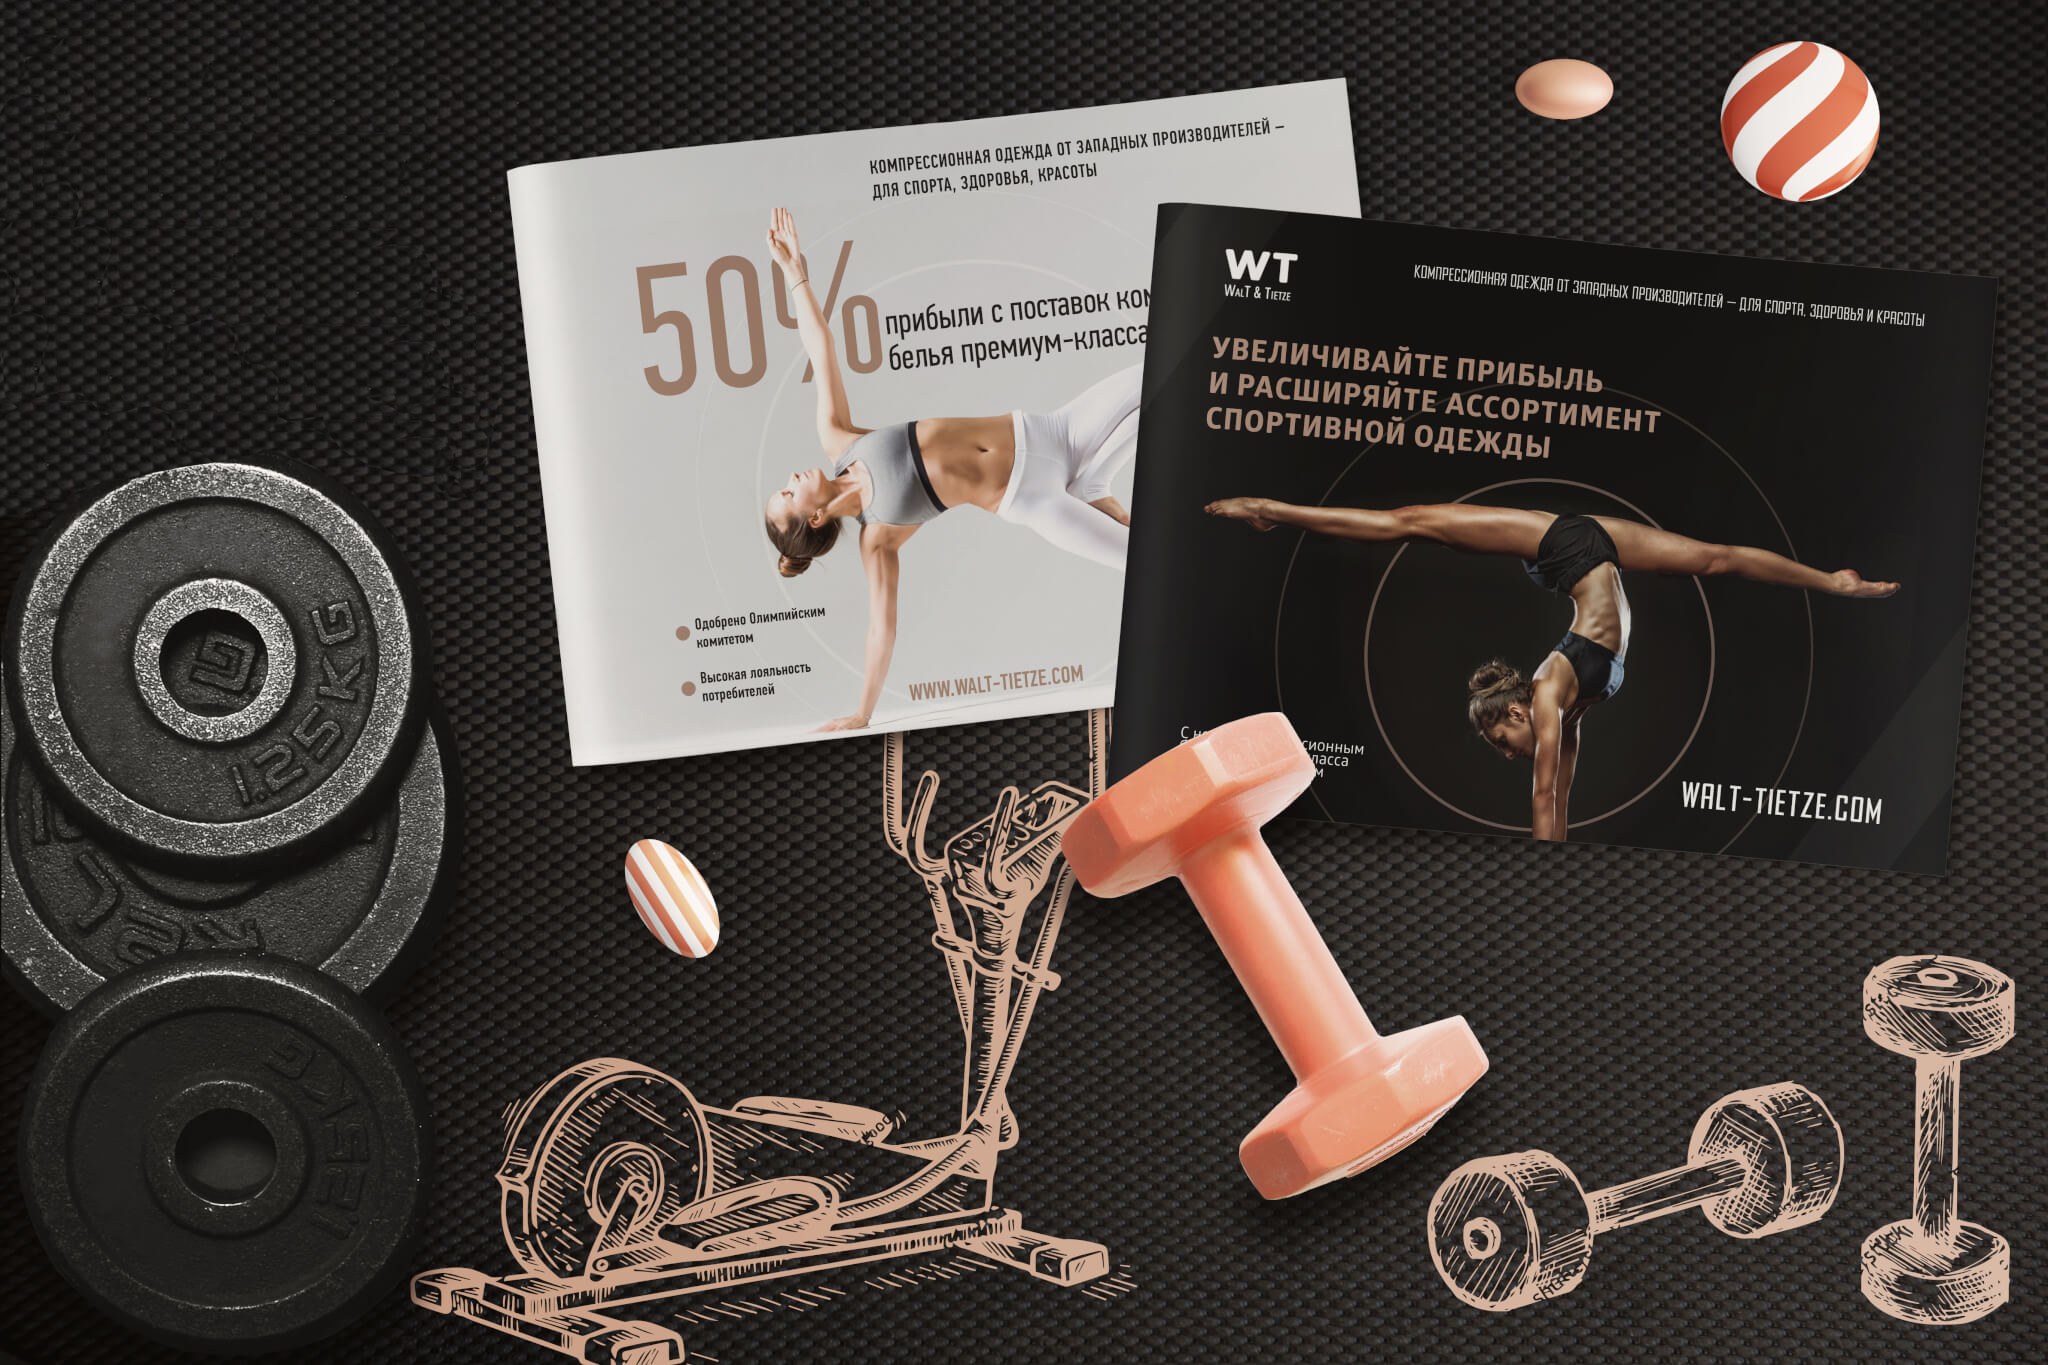 КОМПРЕССИОННАЯ ОДЕЖДА ОТ ЗАПАДНЫХ ПРОИЗВОДИТЕЛЕЙ –
ДЛЯ СПОРТА, ЗДОРОВЬЯ, КРАСОТЫ
50%
прибыли с поставок
белья премиум-класса
Одобрено Олимпийским
комитетом
Высокая лояльность
потребителей
WWW.WALT-TIETZE.COM
WT
WALT & TIETZE
КОМПРЕССИОННАЯ ОДЕЖДА ОТ ЗАПАДНЫХ ПРОИЗВОДИТЕЛЕЙ – ДЛЯ СПОРТА, ЗДОРОВЬЯ И КРАСОТЫ
УВЕЛИЧИВАЙТЕ ПРИБЫЛЬ
И РАСШИРЯЙТЕ АССОРТИМЕНТ
СПОРТИВНОЙ ОДЕЖДЫ
С
WALT-TIETZE.COM
1.25KG